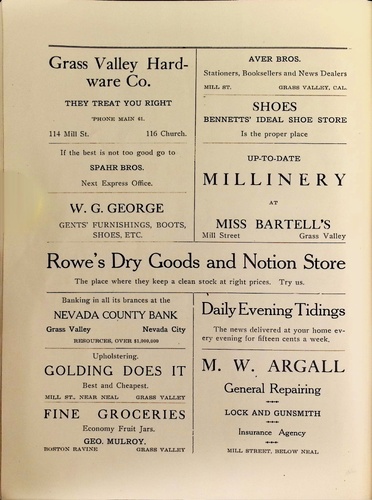 Grass Valley Hard-
ware Co.
THEY TREAT YOU RIGHT
'PHONE MAIN 41.
114 Mill St. 116 Church.
If the best is not too good go to
SPAHR BROS.
Next Express Office.
W. G. GEORGE
GENTS' FURNISHINGS, BOOTS,
SHOES, ETC.
AVER BROS.
Stationers, Booksellers and News Dealers
MILL ST. GRASS VALLEY, CAL.
SHOES
BENNETTS' IDEAL SHOE STORE
Is the proper place
UP-TO-DATE
MILLINERY
AT
MISS BARTELL'S
Mill Street Grass Valley
Rowe's Dry Goods and Notion Store
The place where they keep a clean stock at right prices. Try us.
Banking in all its brances at the
NEVADA COUNTY BANK
Grass Valley Nevada City
RESOURCES, OVER $1,000,000
Upholstering.
GOLDING DOES IT
Best and Cheapest.
MILL ST., NEAR NEAL GRASS VALLEY
FINE GROCERIES
Economy Fruit Jars.
GEO. MULROY.
BOSTON RAVINE GRASS VALLEY
Daily Evening Tidings
The news delivered at your home ev-
ery evening for fifteen cents a week.
M. W. ARGALL
General Repairing
LOCK AND GUNSMITH
Insurance Agency
MILL STREET, BELOW NEAL